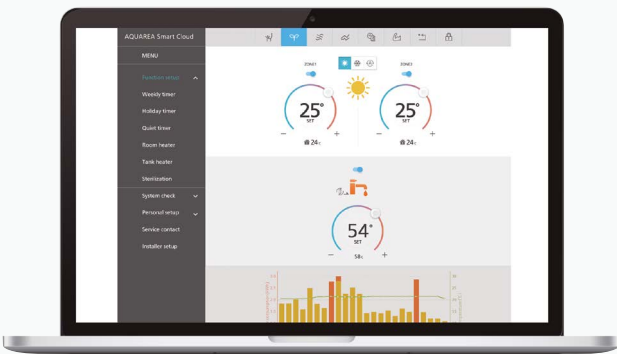 AQUAREA Smart Cloud
MENU
Function setup
Weekly timer
Holiday timer
Quiet timer
Room heater
Tank heater
Sterilization
System check
Personal setup
Service contact
Installer setup
ZONE1
ZONE2
25°
SET
- +
24
25°
SET
- +
24
54°
SET
- +
58